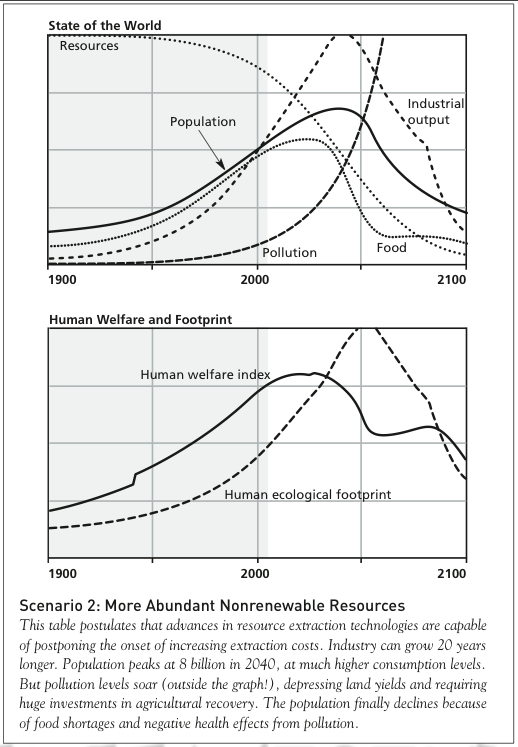 State of the World
Resources
Industrial
output
Population
Pollution
Food
1900
2000
2100
Human Welfare and Footprint
Human welfare index
Human ecological footprint
1900
2000
2100
Scenario 2: More Abundant Nonrenewable Resources
This table postulates that advances in resource extraction technologies are capable
of postponing the onset of increasing extraction costs. Industry can grow 20 years
longer. Population peaks at 8 billion in 2040, at much higher consumption levels.
But pollution levels soar (outside the graph!), depressing land yields and requiring
huge investments in agricultural recovery. The population finally declines because
of food shortages and negative health effects from pollution.